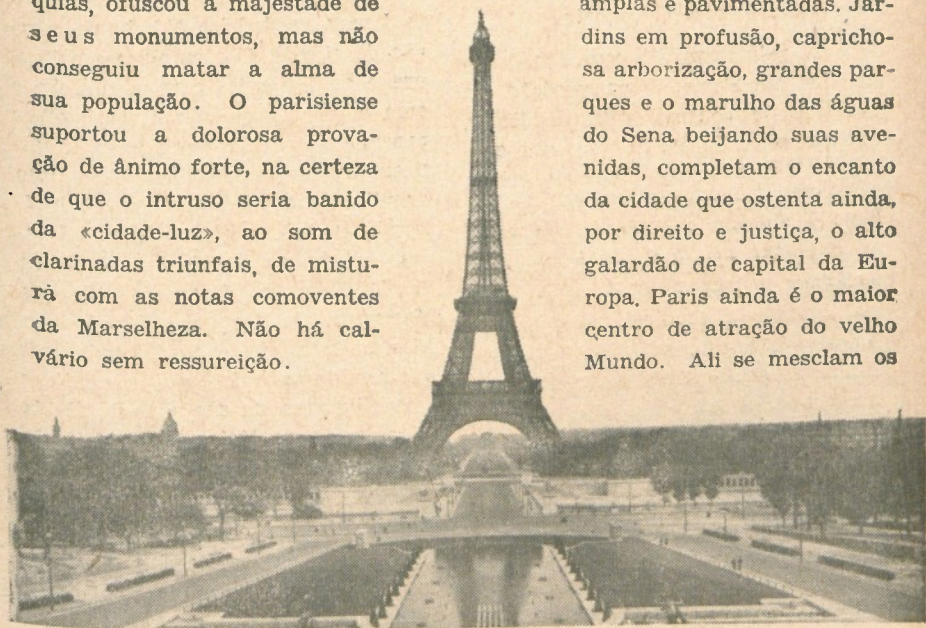 quias, ofuscou a majestade de
seus monumentos, mas não
conseguiu matar a alma de
sua população. O parisiense
suportou a dolorosa prova-
ção de ânimo forte, na certeza
de que o intruso seria banido
da «cidade-luz», ao som de
clarinadas triunfais, de mistu-
rà com as notas comoventes
da Marselheza. Não há cal-
vário sem ressureição.
amplas e pavimentadas. Jar-
dins em profusão, capricho-
sa arborização, grandes par-
ques e o marulho das águas
do Sena beijando suas ave-
nidas, completam o encanto
da cidade que ostenta ainda,
por direito e justiça, o alto
galardão de capital da Eu-
ropa. Paris ainda é o maior
centro de atração do velho
Mundo. Ali se mesclam os